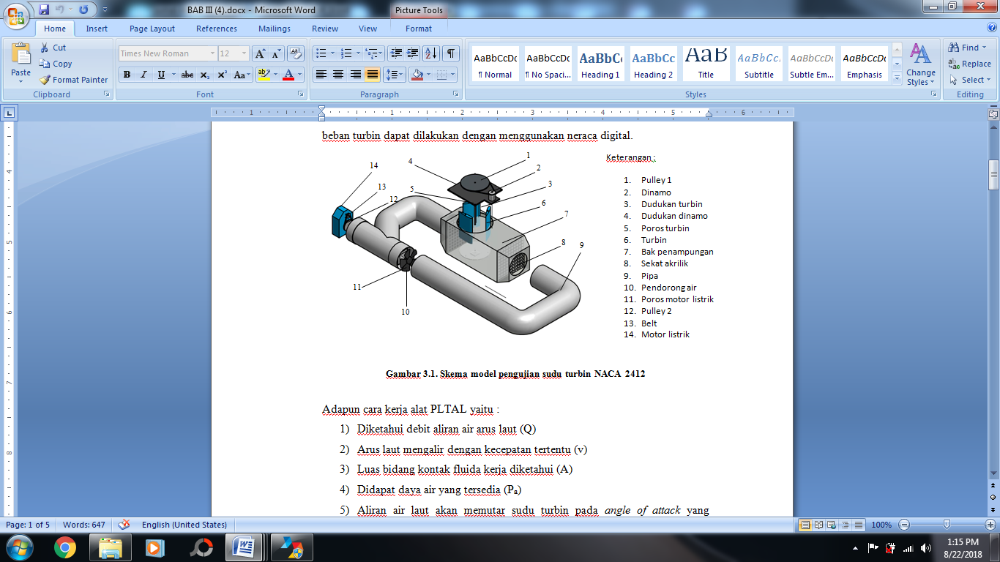 BAB III (4).docx - Microsoft Word
Picture Tools
Home Insert Page Layout References Mailings Review View Format
Paste
Cut
Copy
Format Painter
Clipboard
Times New Roman 12
Font
Paragraph
AaBbCcDc AaBbCcDc AaBbCc AaBbCc AaB AaBbCc. AaBbCcDc AaBbCcDc
¶ Normal ¶ No Spaci... Heading 1 Heading 2 Title Subtitle Subtle Em... Emphasis
Styles
Change Styles
Find
Replace
Select
Editing
beban turbin dapat dilakukan dengan menggunakan neraca digital.
1
2
3
4
5
6
7
8
9
10
11
12
13
14
Keterangan :
1. Pulley 1
2. Dinamo
3. Dudukan turbin
4. Dudukan dinamo
5. Poros turbin
6. Turbin
7. Bak penampungan
8. Sekat akrilik
9. Pipa
10. Pendorong air
11. Poros motor listrik
12. Pulley 2
13. Belt
14. Motor listrik
Gambar 3.1. Skema model pengujian sudu turbin NACA 2412
Adapun cara kerja alat PLTAL yaitu :
1) Diketahui debit aliran air arus laut (Q)
2) Arus laut mengalir dengan kecepatan tertentu (v)
3) Luas bidang kontak fluida kerja diketahui (A)
4) Didapat daya air yang tersedia (Pₐ)
5) Aliran air laut akan memutar sudu turbin pada angle of attack yang
Page: 1 of 5 Words: 647 English (United States) 100%
1:15 PM
8/22/2018